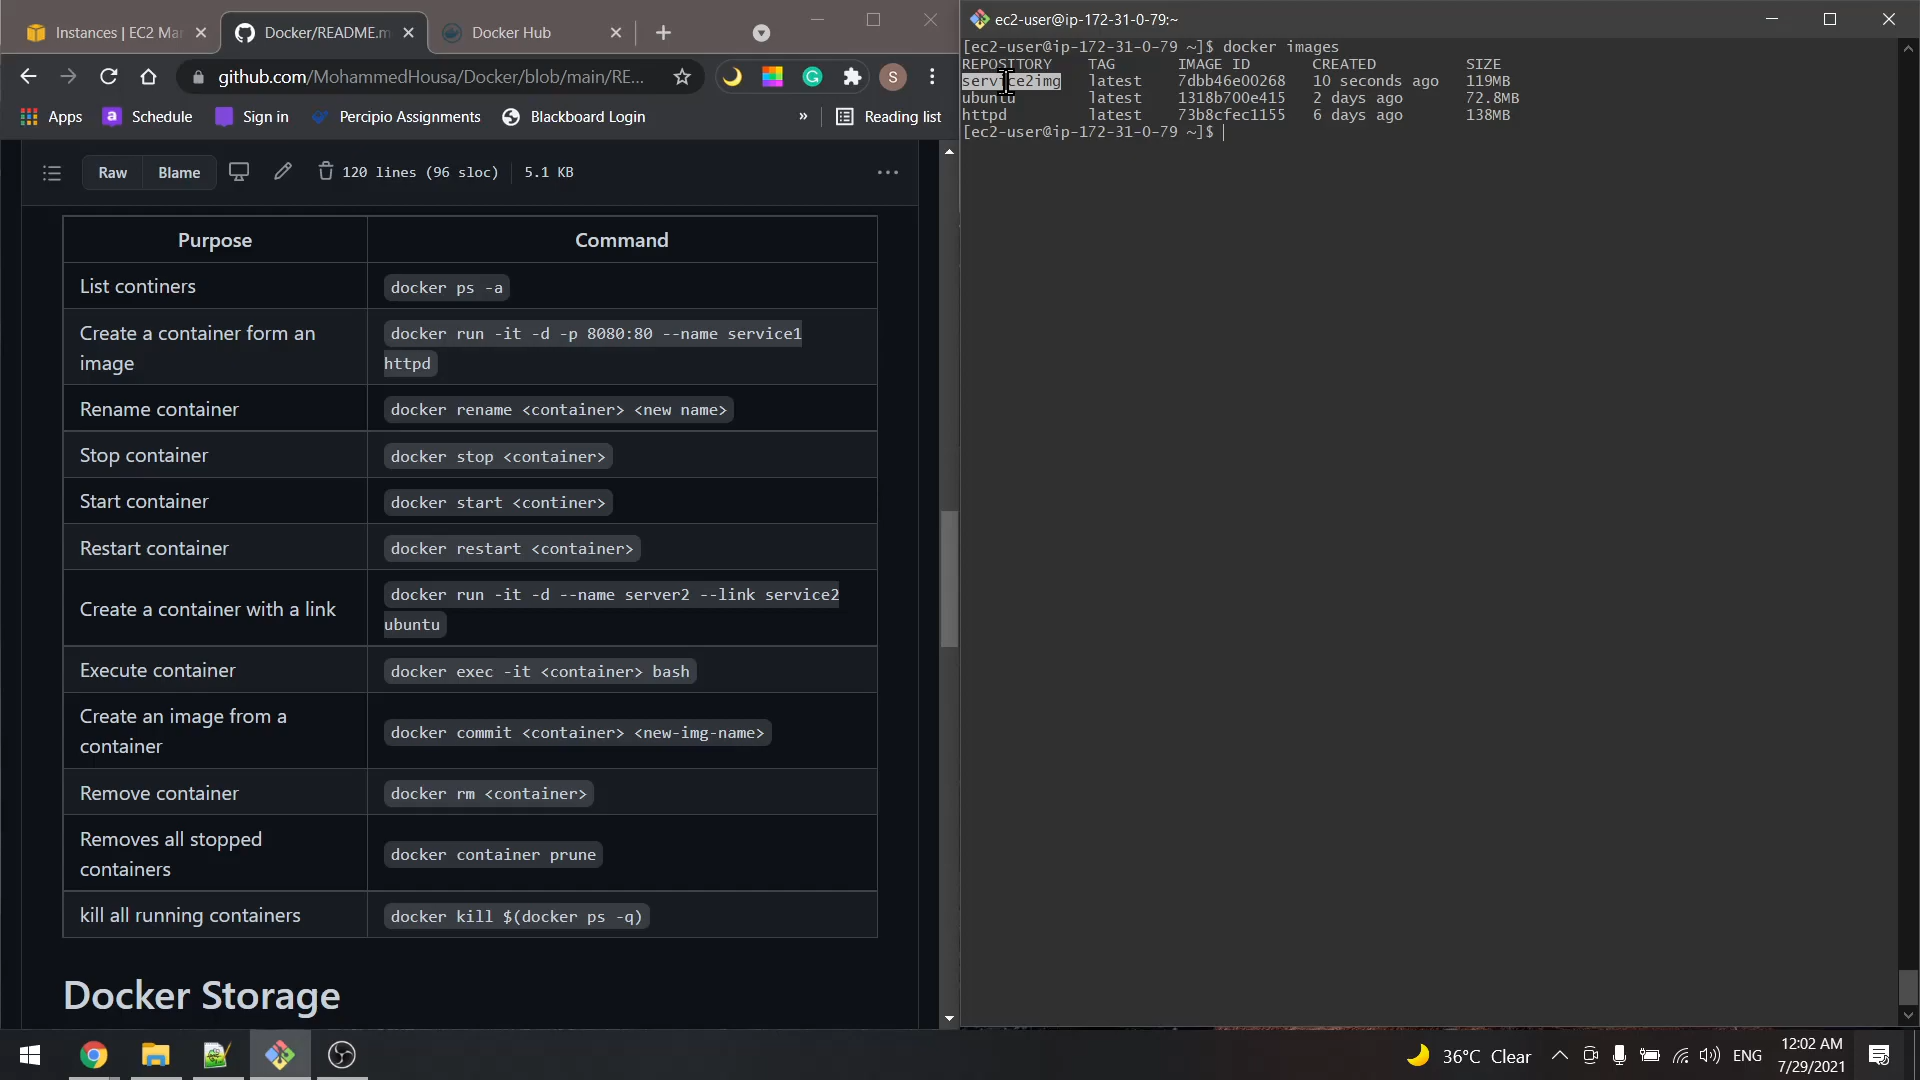 Instances | EC2 Mar
Docker/README.m
Docker Hub
github.com/MohammedHousa/Docker/blob/main/RE...
S
Apps
Schedule
Sign in
Percipio Assignments
Blackboard Login
»
Reading list
Raw
Blame
120 lines (96 sloc)
5.1 KB
Purpose
Command
List continers
docker ps -a
Create a container form an
image
docker run -it -d -p 8080:80 --name service1
httpd
Rename container
docker rename <container> <new name>
Stop container
docker stop <container>
Start container
docker start <continer>
Restart container
docker restart <container>
Create a container with a link
docker run -it -d --name server2 --link service2
ubuntu
Execute container
docker exec -it <container> bash
Create an image from a
container
docker commit <container> <new-img-name>
Remove container
docker rm <container>
Removes all stopped
containers
docker container prune
kill all running containers
docker kill $(docker ps -q)
Docker Storage
ec2-user@ip-172-31-0-79:~
[ec2-user@ip-172-31-0-79 ~]$ docker images
REPOSITORY TAG IMAGE ID CREATED SIZE
service2img latest 7dbb46e00268 10 seconds ago 119MB
ubuntu latest 1318b700e415 2 days ago 72.8MB
httpd latest 73b8cfec1155 6 days ago 138MB
[ec2-user@ip-172-31-0-79 ~]$
36°C Clear
ENG
12:02 AM
7/29/2021